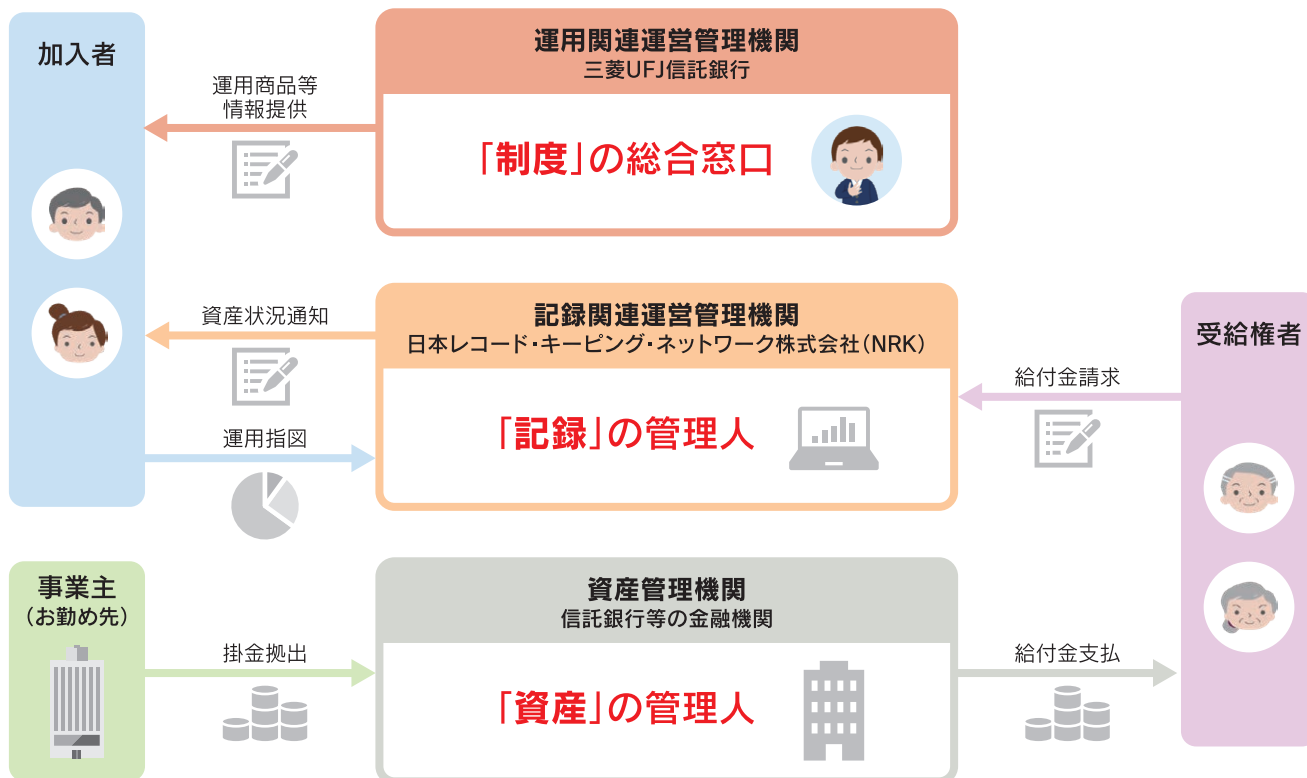 加入者
運用商品等
情報提供
運用関連運営管理機関
三菱UFJ信託銀行
「制度」の総合窓口
資産状況通知
運用指図
記録関連運営管理機関
日本レコード・キーピング・ネットワーク株式会社（NRK）
「記録」の管理人
受給権者
給付金請求
事業主
（お勤め先）
掛金拠出
資産管理機関
信託銀行等の金融機関
「資産」の管理人
給付金支払